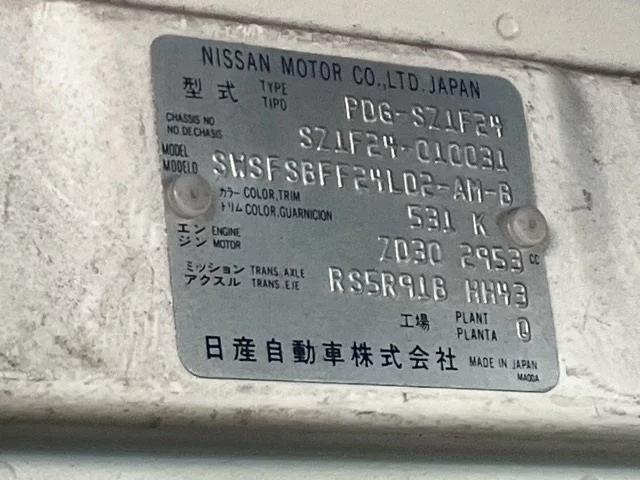 NISSAN MOTOR CO.,LTD. JAPAN
型式 TYPE TIPO PDG-SZ1F24
CHASSIS NO NO.DE CHASIS SZ1F24-010031
MODEL MODELO SWSFSBFF24LD2-AM-B
カラー COLOR,TRIM トリム COLOR,GUARNICION 531 K
エンジン ENGINE MOTOR ZD30 2953 cc
ミッション アクスル TRANS. AXLE TRANS. EJE RS5R91B HH43
工場 PLANT PLANTA
日産自動車株式会社 MADE IN JAPAN